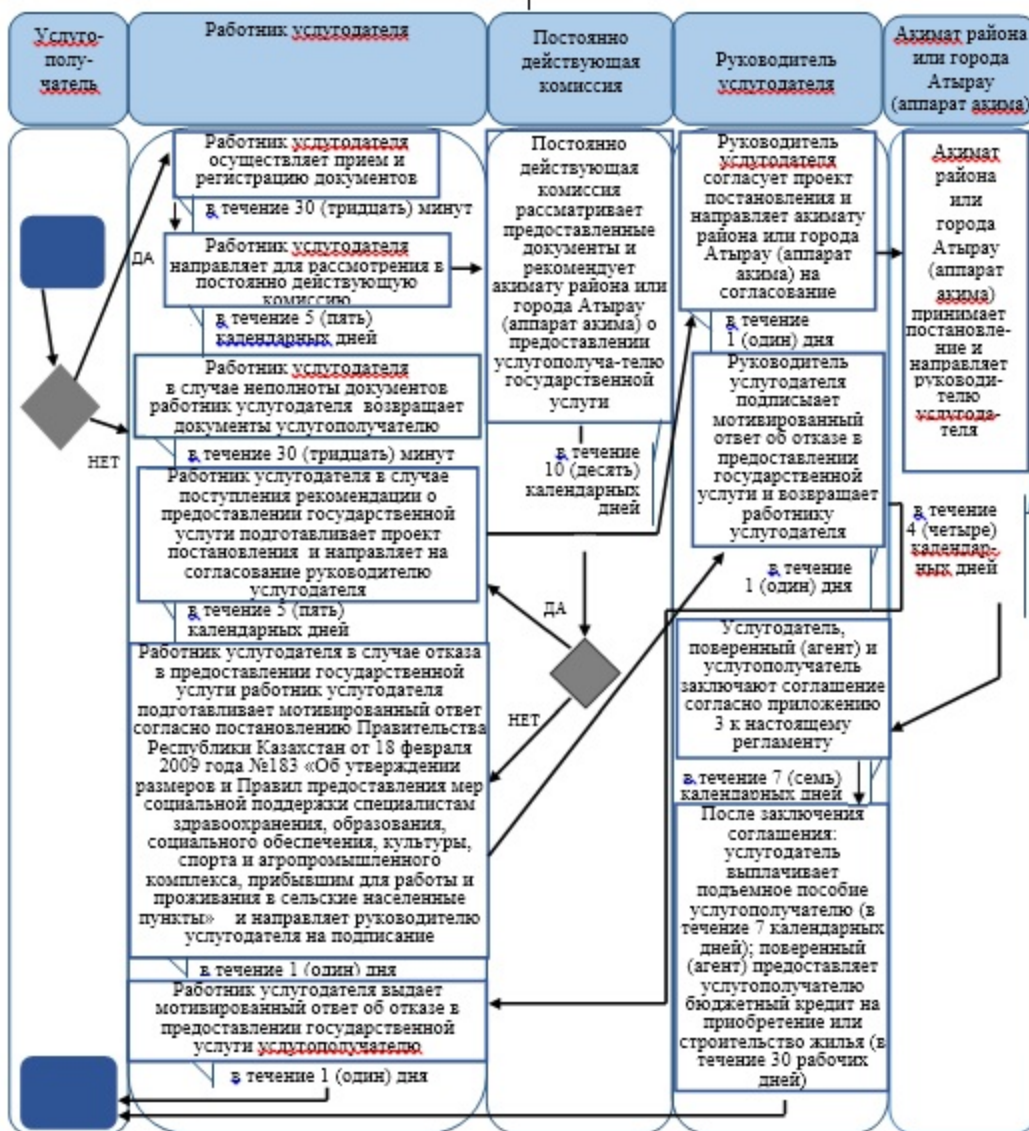 Услуго-
полу-
чатель
Работник услугодателя
Постоянно
действующая
комиссия
Руководитель
услугодателя
Акимат района
или города
Атырау
(аппарат акима)
Работник услугодателя
осуществляет прием и
регистрацию документов
в течение 30 (тридцать) минут
ДА
Работник услугодателя
направляет для рассмотрения в
постоянно действующую
комиссию
в течение 5 (пять)
календарных дней
Работник услугодателя
в случае неполноты документов
работник услугодателя возвращает
документы услугополучателю
НЕТ
в течение 30 (тридцать) минут
Работник услугодателя в случае
поступления рекомендации о
предоставлении государственной
услуги подготавливает проект
постановления и направляет на
согласование руководителю
услугодателя
в течение 5 (пять)
календарных дней
Работник услугодателя в случае отказа
в предоставлении государственной
услуги работник услугодателя
подготавливает мотивированный ответ
согласно постановлению Правительства
Республики Казахстан от 18 февраля
2009 года №183 «Об утверждении
размеров и Правил предоставления мер
социальной поддержки специалистам
здравоохранения, образования,
социального обеспечения, культуры,
спорта и агропромышленного
комплекса, прибывшим для работы и
проживания в сельские населенные
пункты» и направляет руководителю
услугодателя на подписание
в течение 1 (один) дня
Работник услугодателя выдает
мотивированный ответ об отказе в
предоставлении государственной
услуги услугополучателю
в течение 1 (один) дня
Постоянно
действующая
комиссия
рассматривает
предоставленные
документы и
рекомендует
акимату района или
города Атырау
(аппарат акима) о
предоставлении
услугополуча-телю
государственной
услуги
в течение
10 (десять)
календарных
дней
ДА
НЕТ
Руководитель
услугодателя
согласует проект
постановления и
направляет акимату
района или города
Атырау (аппарат
акима) на
согласование
в течение
1 (один) дня
Руководитель
услугодателя
подписыает
мотивированный
ответ об отказе в
предоставлении
государственной
услуги и возвращает
работнику
услугодателя
в течение
1 (один) дня
Услугодатель,
поверенный (агент) и
услугополучатель
заключают соглашение
согласно приложению
3 к настоящему
регламенту
в течение 7 (семь)
календарных дней
После заключения
соглашения:
услугодатель
выплачивает
подъемное пособие
услугополучателю (в
течение 7 календарных
дней); поверенный
(агент) предоставляет
услугополучателю
бюджетный кредит на
приобретение или
строительство жилья (в
течение 30 рабочих
дней)
Акимат
района
или
города
Атырау
(аппарат
акима)
принимает
постановле-
ние и
направляет
руководи-
телю
услугода-
теля
в течение
4 (четыре)
календар-
ных дней